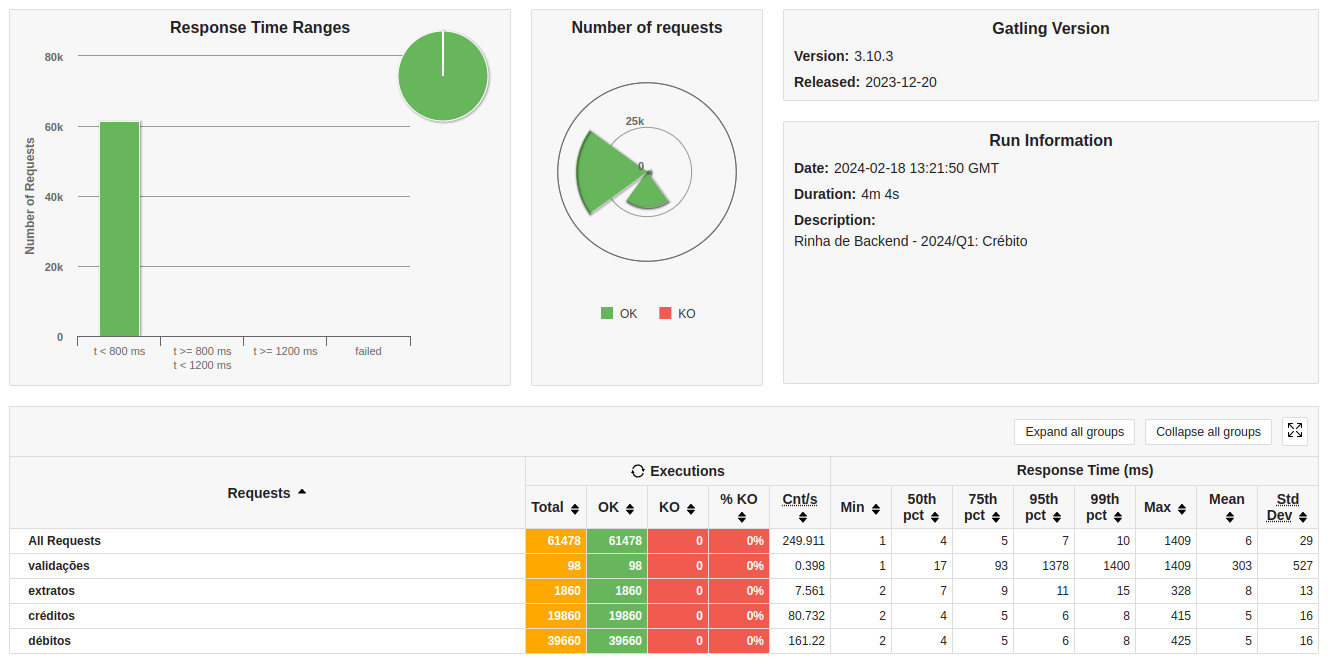 Response Time Ranges
80k
60k
40k
20k
0
Number of Requests
t < 800 ms
t >= 800 ms
t < 1200 ms
t >= 1200 ms
failed
Number of requests
25k
0
OK KO
Gatling Version
Version: 3.10.3
Released: 2023-12-20
Run Information
Date: 2024-02-18 13:21:50 GMT
Duration: 4m 4s
Description:
Rinha de Backend - 2024/Q1: Crébito
Expand all groups Collapse all groups
Requests Executions Response Time (ms)
Total OK KO % KO Cnt/s Min 50th pct 75th pct 95th pct 99th pct Max Mean Std Dev
All Requests 61478 61478 0 0% 249.911 1 4 5 7 10 1409 6 29
validações 98 98 0 0% 0.398 1 17 93 1378 1400 1409 303 527
extratos 1860 1860 0 0% 7.561 2 7 9 11 15 328 8 13
créditos 19860 19860 0 0% 80.732 2 4 5 6 8 415 5 16
débitos 39660 39660 0 0% 161.22 2 4 5 6 8 425 5 16